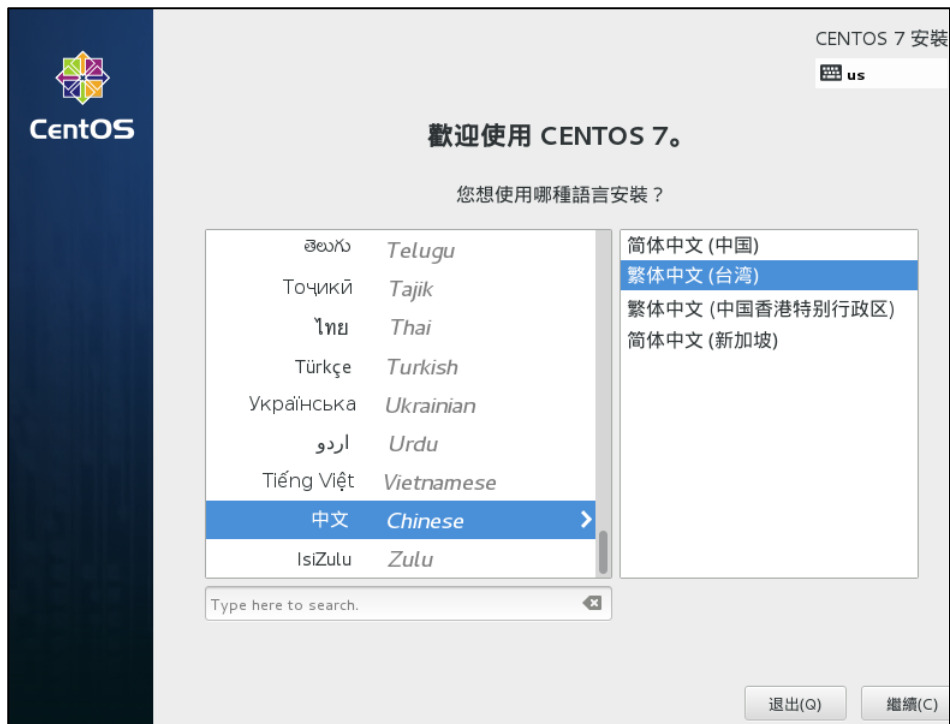 CENTOS 7 安裝
us
CentOS
歡迎使用 CENTOS 7。
您想使用哪種語言安裝？
తెలుగు Telugu
Тоҷикӣ Tajik
ไทย Thai
Türkçe Turkish
Українська Ukrainian
اردو Urdu
Tiếng Việt Vietnamese
中文 Chinese
IsiZulu Zulu
简体中文 (中国)
繁体中文 (台湾)
繁体中文 (中国香港特别行政区)
简体中文 (新加坡)
Type here to search.
退出(Q)
繼續(C)